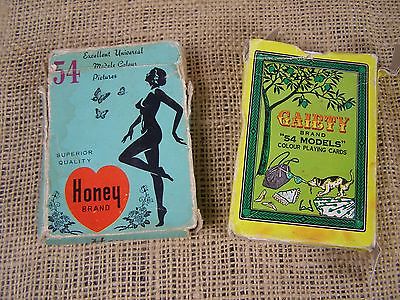 54 Excellent Universal
Models Colour
Pictures
SUPERIOR
QUALITY
Honey
BRAND
GAIETY
BRAND
"54 MODELS"
COLOUR PLAYING CARDS